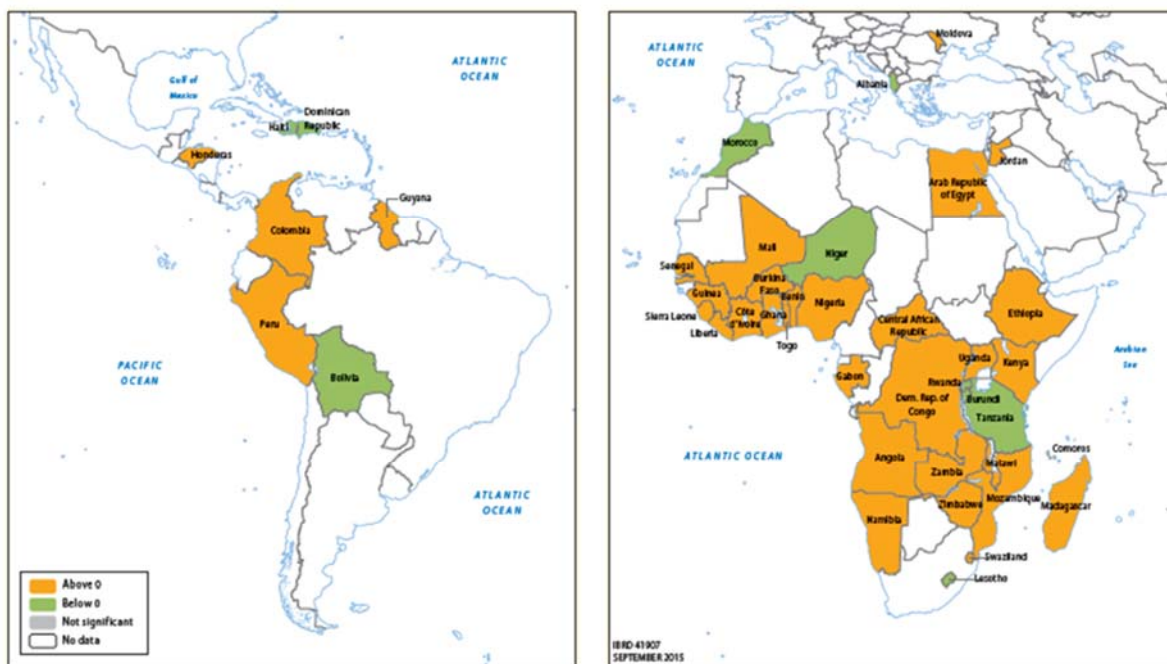 ATLANTIC
OCEAN
Gulf of
Mexico
Dominican
Republic
Haiti
Honduras
Guyana
Colombia
Peru
PACIFIC
OCEAN
Bolivia
ATLANTIC
OCEAN
Above 0
Below 0
Not significant
No data
ATLANTIC
OCEAN
Moldova
Albania
Morocco
Jordan
Arab Republic
of Egypt
Mali
Niger
Senegal
Burkina
Faso
Benin
Guinea
Nigeria
Côte
d'Ivoire
Ghana
Sierra Leone
Liberia
Togo
Central African
Republic
Ethiopia
Uganda
Kenya
Gabon
Rwanda
Dem. Rep. of
Congo
Burundi
Tanzania
Arabian
Sea
ATLANTIC OCEAN
Comoros
Angola
Malawi
Zambia
Mozambique
Zimbabwe
Madagascar
Namibia
Swaziland
Lesotho
IBRD 41907
SEPTEMBER 2015